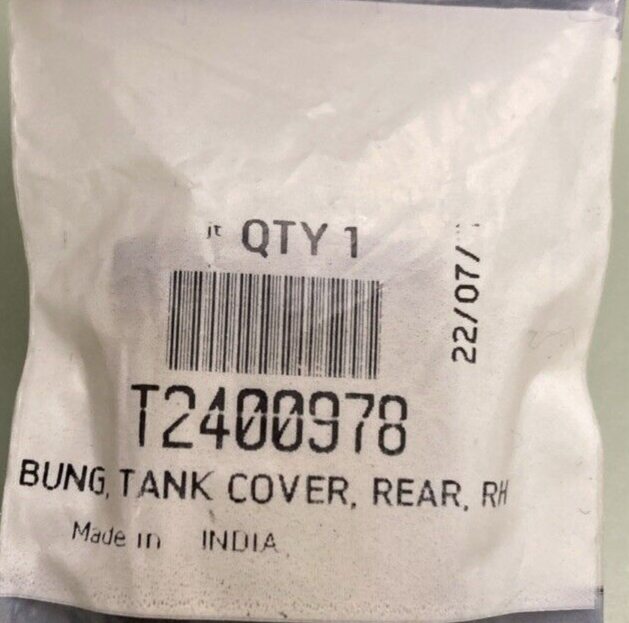 QTY 1
22/07/
T2400978
BUNG, TANK COVER, REAR, RH
Made in INDIA